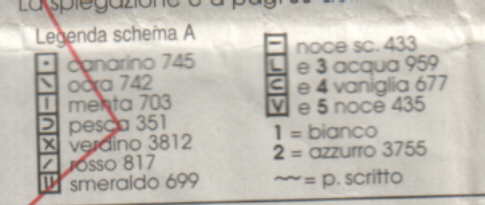 La spiegazione è a pag
Legenda schema A
canarino 745
ocra 742
menta 703
pesca 351
verdino 3812
rosso 817
smeraldo 699
noce sc. 433
L e 3 acqua 959
C e 4 vaniglia 677
V e 5 noce 435
1 = bianco
2 = azzurro 3755
~~ = p. scritto